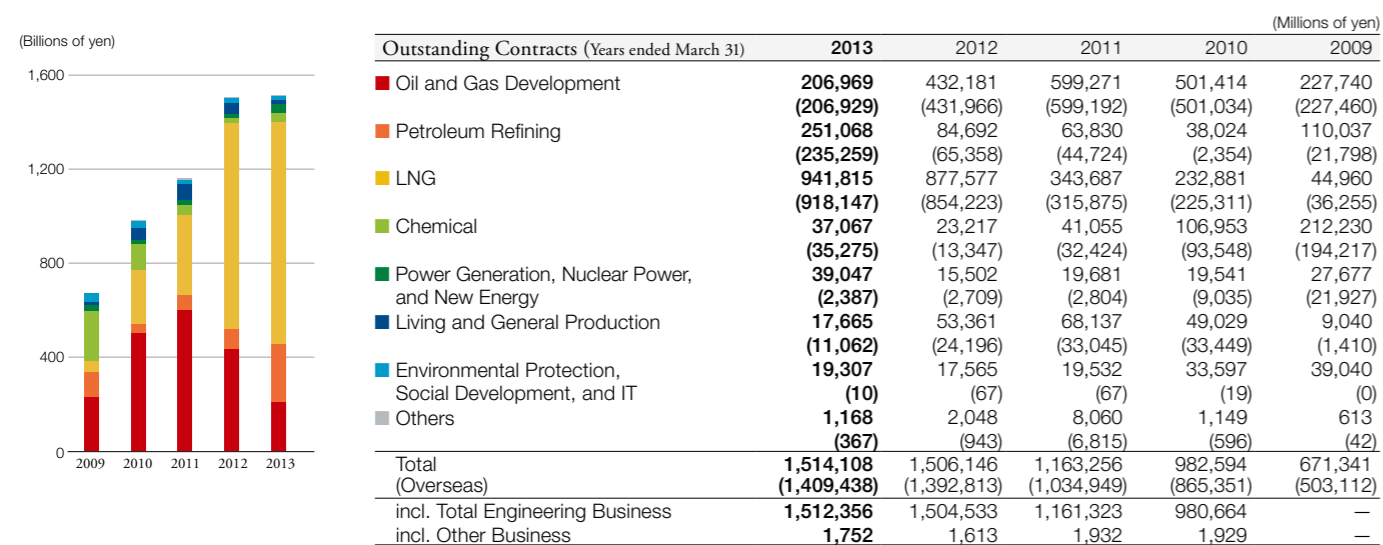 (Billions of yen)
1,600
1,200
800
400
0
2009 2010 2011 2012 2013
(Millions of yen)
Outstanding Contracts (Years ended March 31) 2013 2012 2011 2010 2009
Oil and Gas Development 206,969 432,181 599,271 501,414 227,740
(206,929) (431,966) (599,192) (501,034) (227,460)
Petroleum Refining 251,068 84,692 63,830 38,024 110,037
(235,259) (65,358) (44,724) (2,354) (21,798)
LNG 941,815 877,577 343,687 232,881 44,960
(918,147) (854,223) (315,875) (225,311) (36,255)
Chemical 37,067 23,217 41,055 106,953 212,230
(35,275) (13,347) (32,424) (93,548) (194,217)
Power Generation, Nuclear Power, 39,047 15,502 19,681 19,541 27,677
and New Energy (2,387) (2,709) (2,804) (9,035) (21,927)
Living and General Production 17,665 53,361 68,137 49,029 9,040
(11,062) (24,196) (33,045) (33,449) (1,410)
Environmental Protection, 19,307 17,565 19,532 33,597 39,040
Social Development, and IT (10) (67) (67) (19) (0)
Others 1,168 2,048 8,060 1,149 613
(367) (943) (6,815) (596) (42)
Total 1,514,108 1,506,146 1,163,256 982,594 671,341
(Overseas) (1,409,438) (1,392,813) (1,034,949) (865,351) (503,112)
incl. Total Engineering Business 1,512,356 1,504,533 1,161,323 980,664 —
incl. Other Business 1,752 1,613 1,932 1,929 —